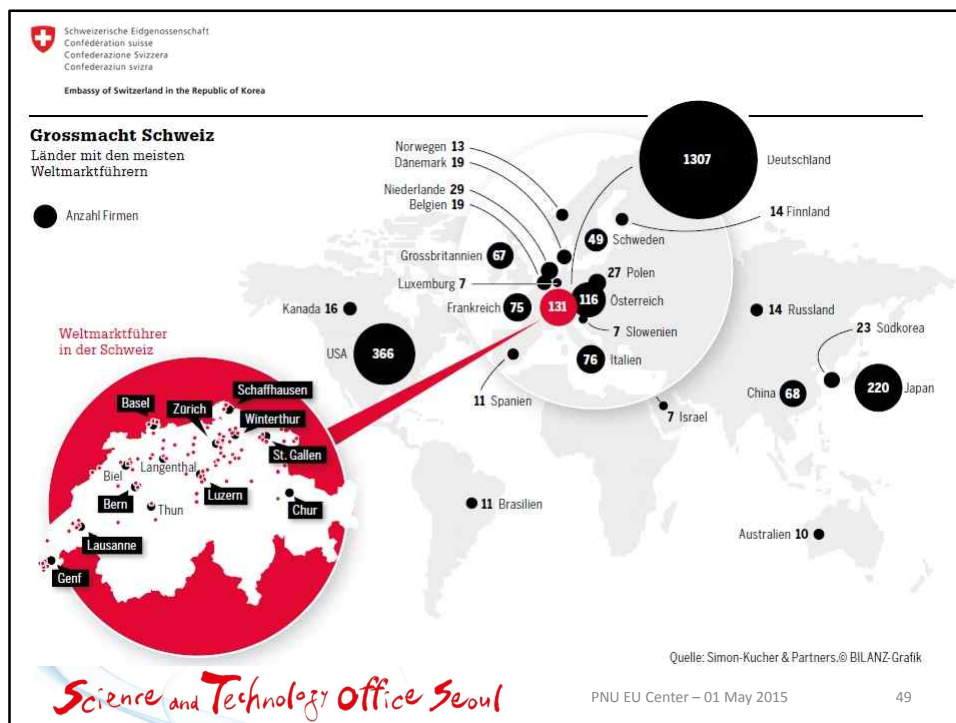 Schweizerische Eidgenossenschaft
Confédération suisse
Confederazione Svizzera
Confederaziun svizra
Embassy of Switzerland in the Republic of Korea
Grossmacht Schweiz
Länder mit den meisten
Weltmarktführern
Anzahl Firmen
Norwegen 13
Dänemark 19
Niederlande 29
Belgien 19
1307 Deutschland
14 Finnland
49 Schweden
Grossbritannien 67
27 Polen
Luxemburg 7
Frankreich 75
131
116 Österreich
7 Slowenien
76 Italien
11 Spanien
7 Israel
Kanada 16
USA 366
14 Russland
23 Südkorea
China 68
220 Japan
11 Brasilien
Australien 10
Weltmarktführer
in der Schweiz
Schaffhausen
Basel
Zürich
Winterthur
St. Gallen
Biel
Langenthal
Bern
Luzern
Thun
Chur
Lausanne
Genf
Quelle: Simon-Kucher & Partners.© BILANZ-Grafik
Science and Technology Office Seoul
PNU EU Center – 01 May 2015
49